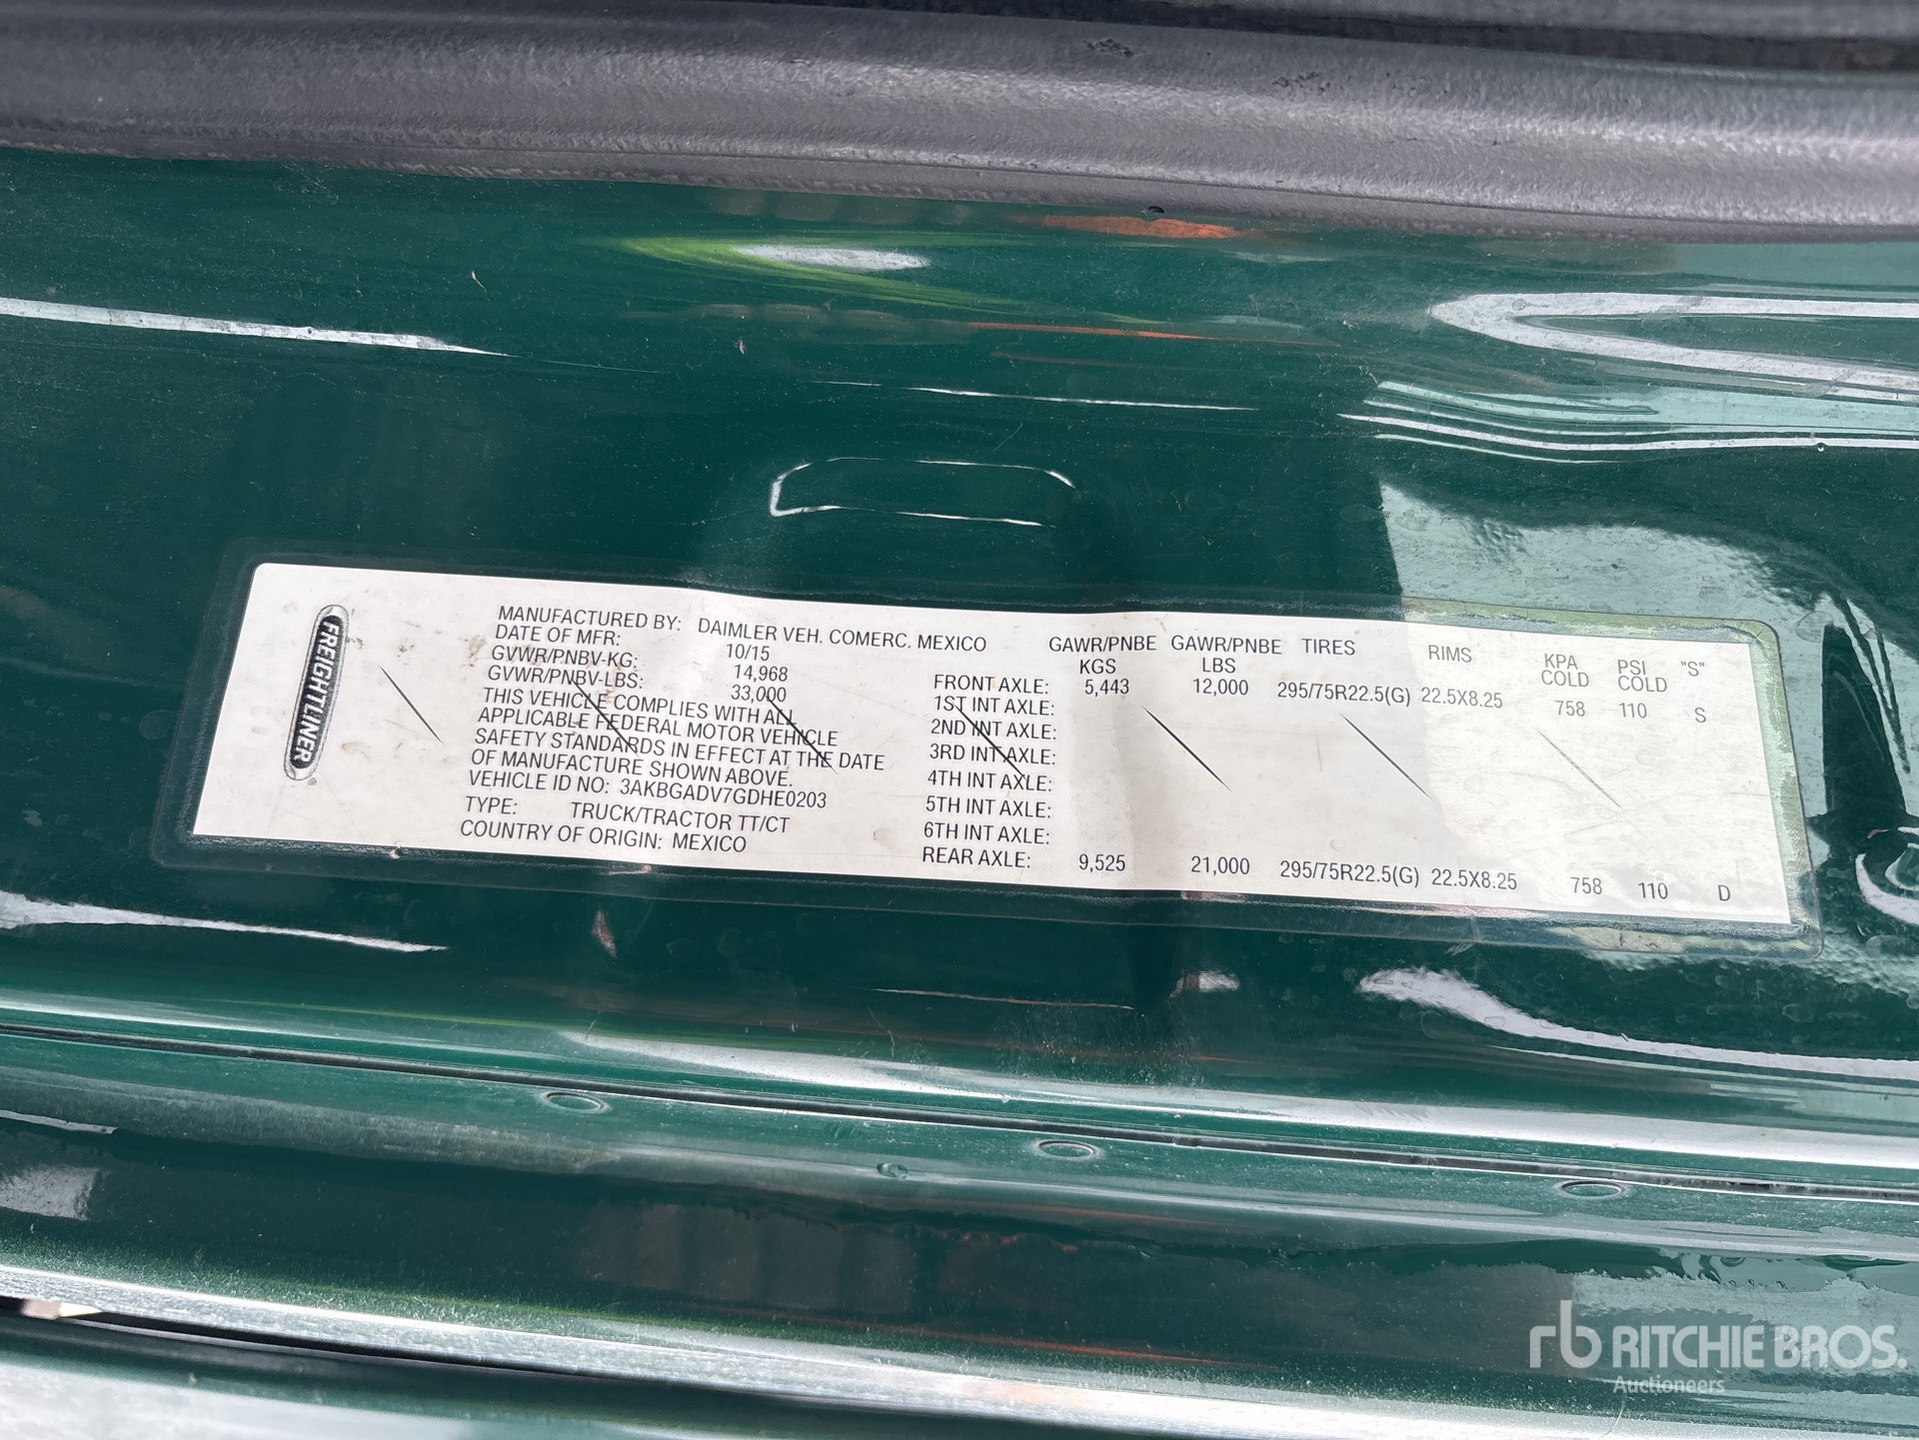 FREIGHTLINER®
MANUFACTURED BY: DAIMLER VEH. COMERC. MEXICO
DATE OF MFR: 10/15
GVWR/PNBV-KG: 14,968
GVWR/PNBV-LBS: 33,000
THIS VEHICLE COMPLIES WITH ALL
APPLICABLE FEDERAL MOTOR VEHICLE
SAFETY STANDARDS IN EFFECT AT THE DATE
OF MANUFACTURE SHOWN ABOVE.
VEHICLE ID NO: 3AKBGADV7GDHE0203
TYPE: TRUCK/TRACTOR TT/CT
COUNTRY OF ORIGIN: MEXICO
GAWR/PNBE GAWR/PNBE TIRES RIMS KPA PSI "S"
KGS LBS COLD COLD
FRONT AXLE: 5,443 12,000 295/75R22.5(G) 22.5X8.25 758 110 S
1ST INT AXLE:
2ND INT AXLE:
3RD INT AXLE:
4TH INT AXLE:
5TH INT AXLE:
6TH INT AXLE:
REAR AXLE: 9,525 21,000 295/75R22.5(G) 22.5X8.25 758 110 D
rb RITCHIE BROS.
Auctioneers